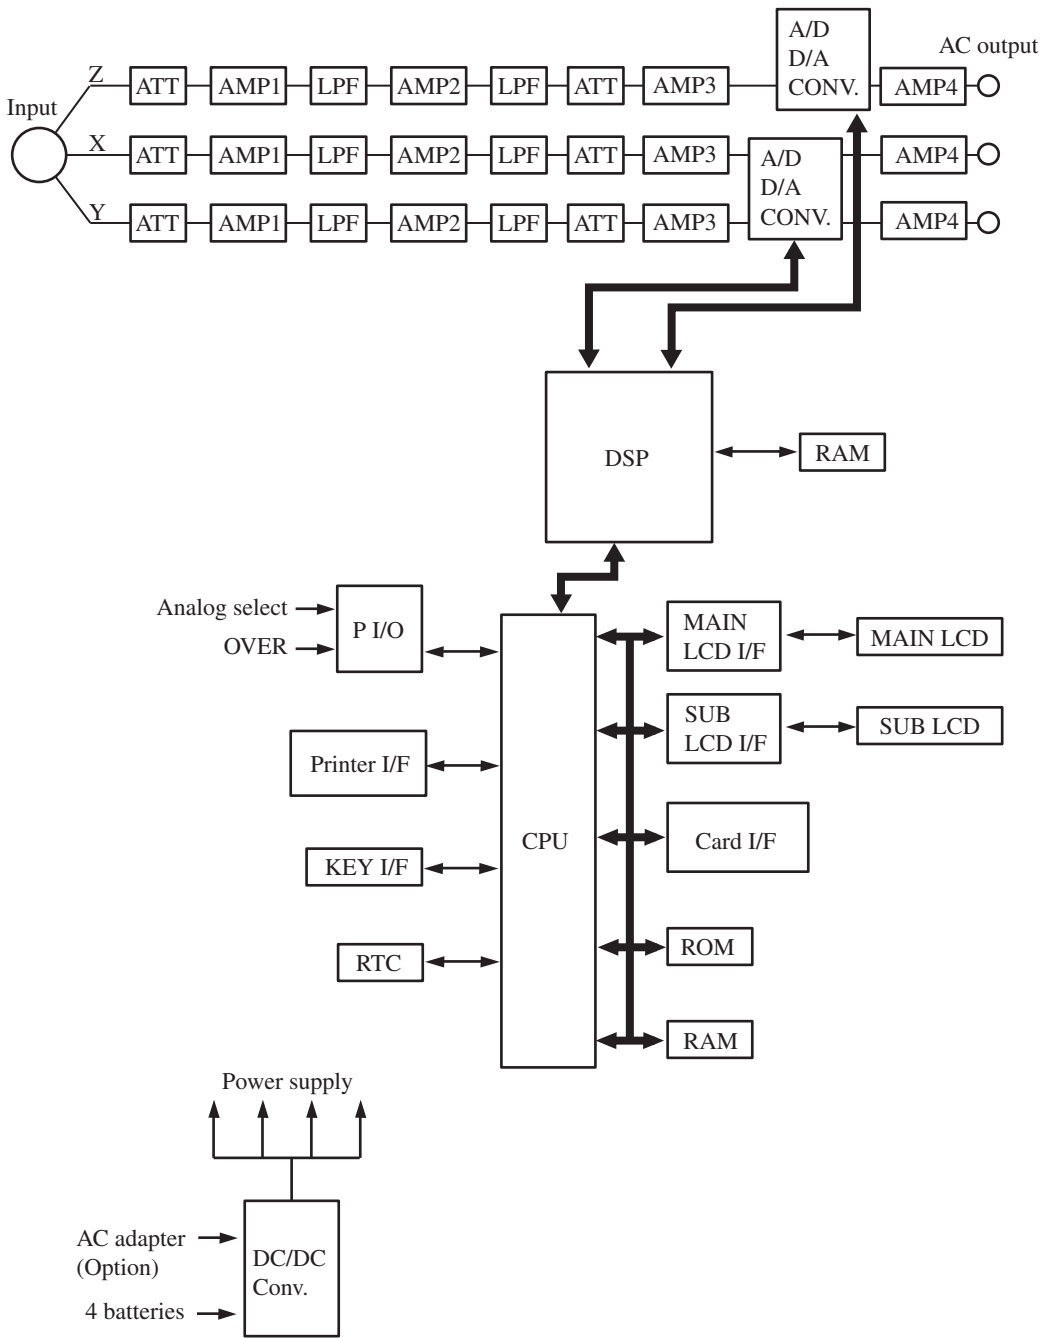 A/D
D/A
CONV.
AC output
Input
Z
ATT AMP1 LPF AMP2 LPF ATT AMP3 AMP4
X
ATT AMP1 LPF AMP2 LPF ATT AMP3 AMP4
A/D
D/A
CONV.
Y
ATT AMP1 LPF AMP2 LPF ATT AMP3 AMP4
DSP
RAM
Analog select
OVER
P I/O
MAIN
LCD I/F
MAIN LCD
SUB
LCD I/F
SUB LCD
Printer I/F
CPU
Card I/F
KEY I/F
ROM
RTC
RAM
Power supply
AC adapter
(Option)
DC/DC
Conv.
4 batteries